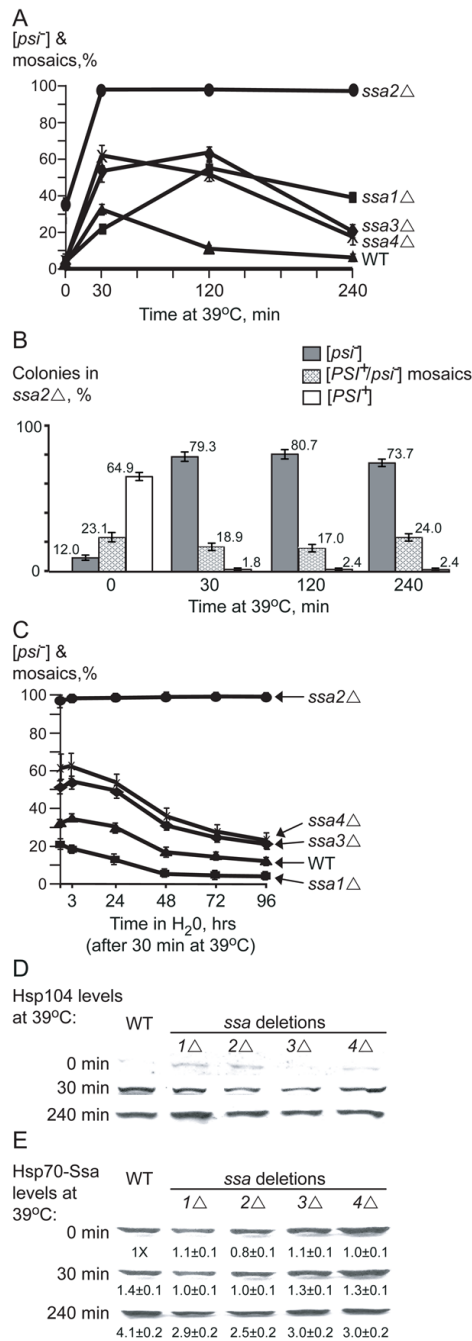 A
[psi⁻] &
mosaics,%
100
80
60
40
20
0
0 30 120 240
Time at 39ºC, min
ssa2△
ssa1△
ssa3△
ssa4△
WT
B
Colonies in
ssa2△, %
[psi⁻]
[PSI⁺/psi⁻] mosaics
[PSI⁺]
100
0
12.0 23.1 64.9
79.3 18.9 1.8
80.7 17.0 2.4
73.7 24.0 2.4
0 30 120 240
Time at 39ºC, min
C
[psi⁻] &
mosaics,%
100
80
60
40
20
0
3 24 48 72 96
Time in H₂0, hrs
(after 30 min at 39ºC)
ssa2△
ssa4△
ssa3△
WT
ssa1△
D
Hsp104 levels
at 39ºC:
WT
ssa deletions
1△ 2△ 3△ 4△
0 min
30 min
240 min
E
Hsp70-Ssa
levels at
39ºC:
WT
ssa deletions
1△ 2△ 3△ 4△
0 min
1X 1.1±0.1 0.8±0.1 1.1±0.1 1.0±0.1
30 min
1.4±0.1 1.0±0.1 1.0±0.1 1.3±0.1 1.3±0.1
240 min
4.1±0.2 2.9±0.2 2.5±0.2 3.0±0.2 3.0±0.2